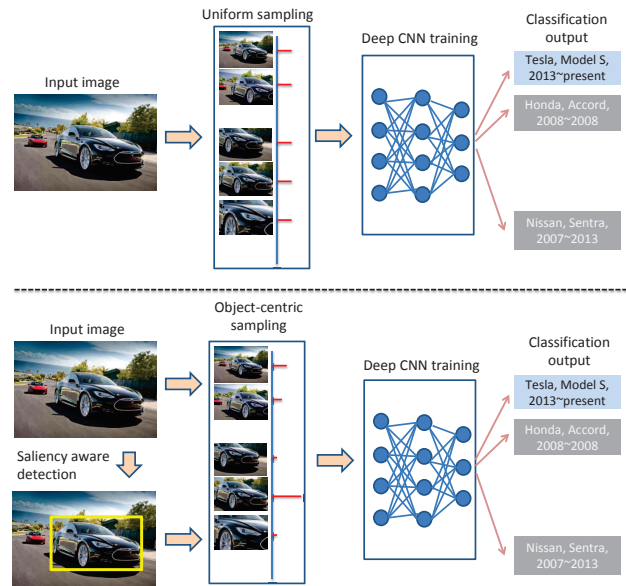 Uniform sampling
Deep CNN training
Classification
output
Input image
Tesla, Model S,
2013~present
Honda, Accord,
2008~2008
Nissan, Sentra,
2007~2013
Input image
Object-centric
sampling
Deep CNN training
Classification
output
Tesla, Model S,
2013~present
Honda, Accord,
2008~2008
Saliency aware
detection
Nissan, Sentra,
2007~2013